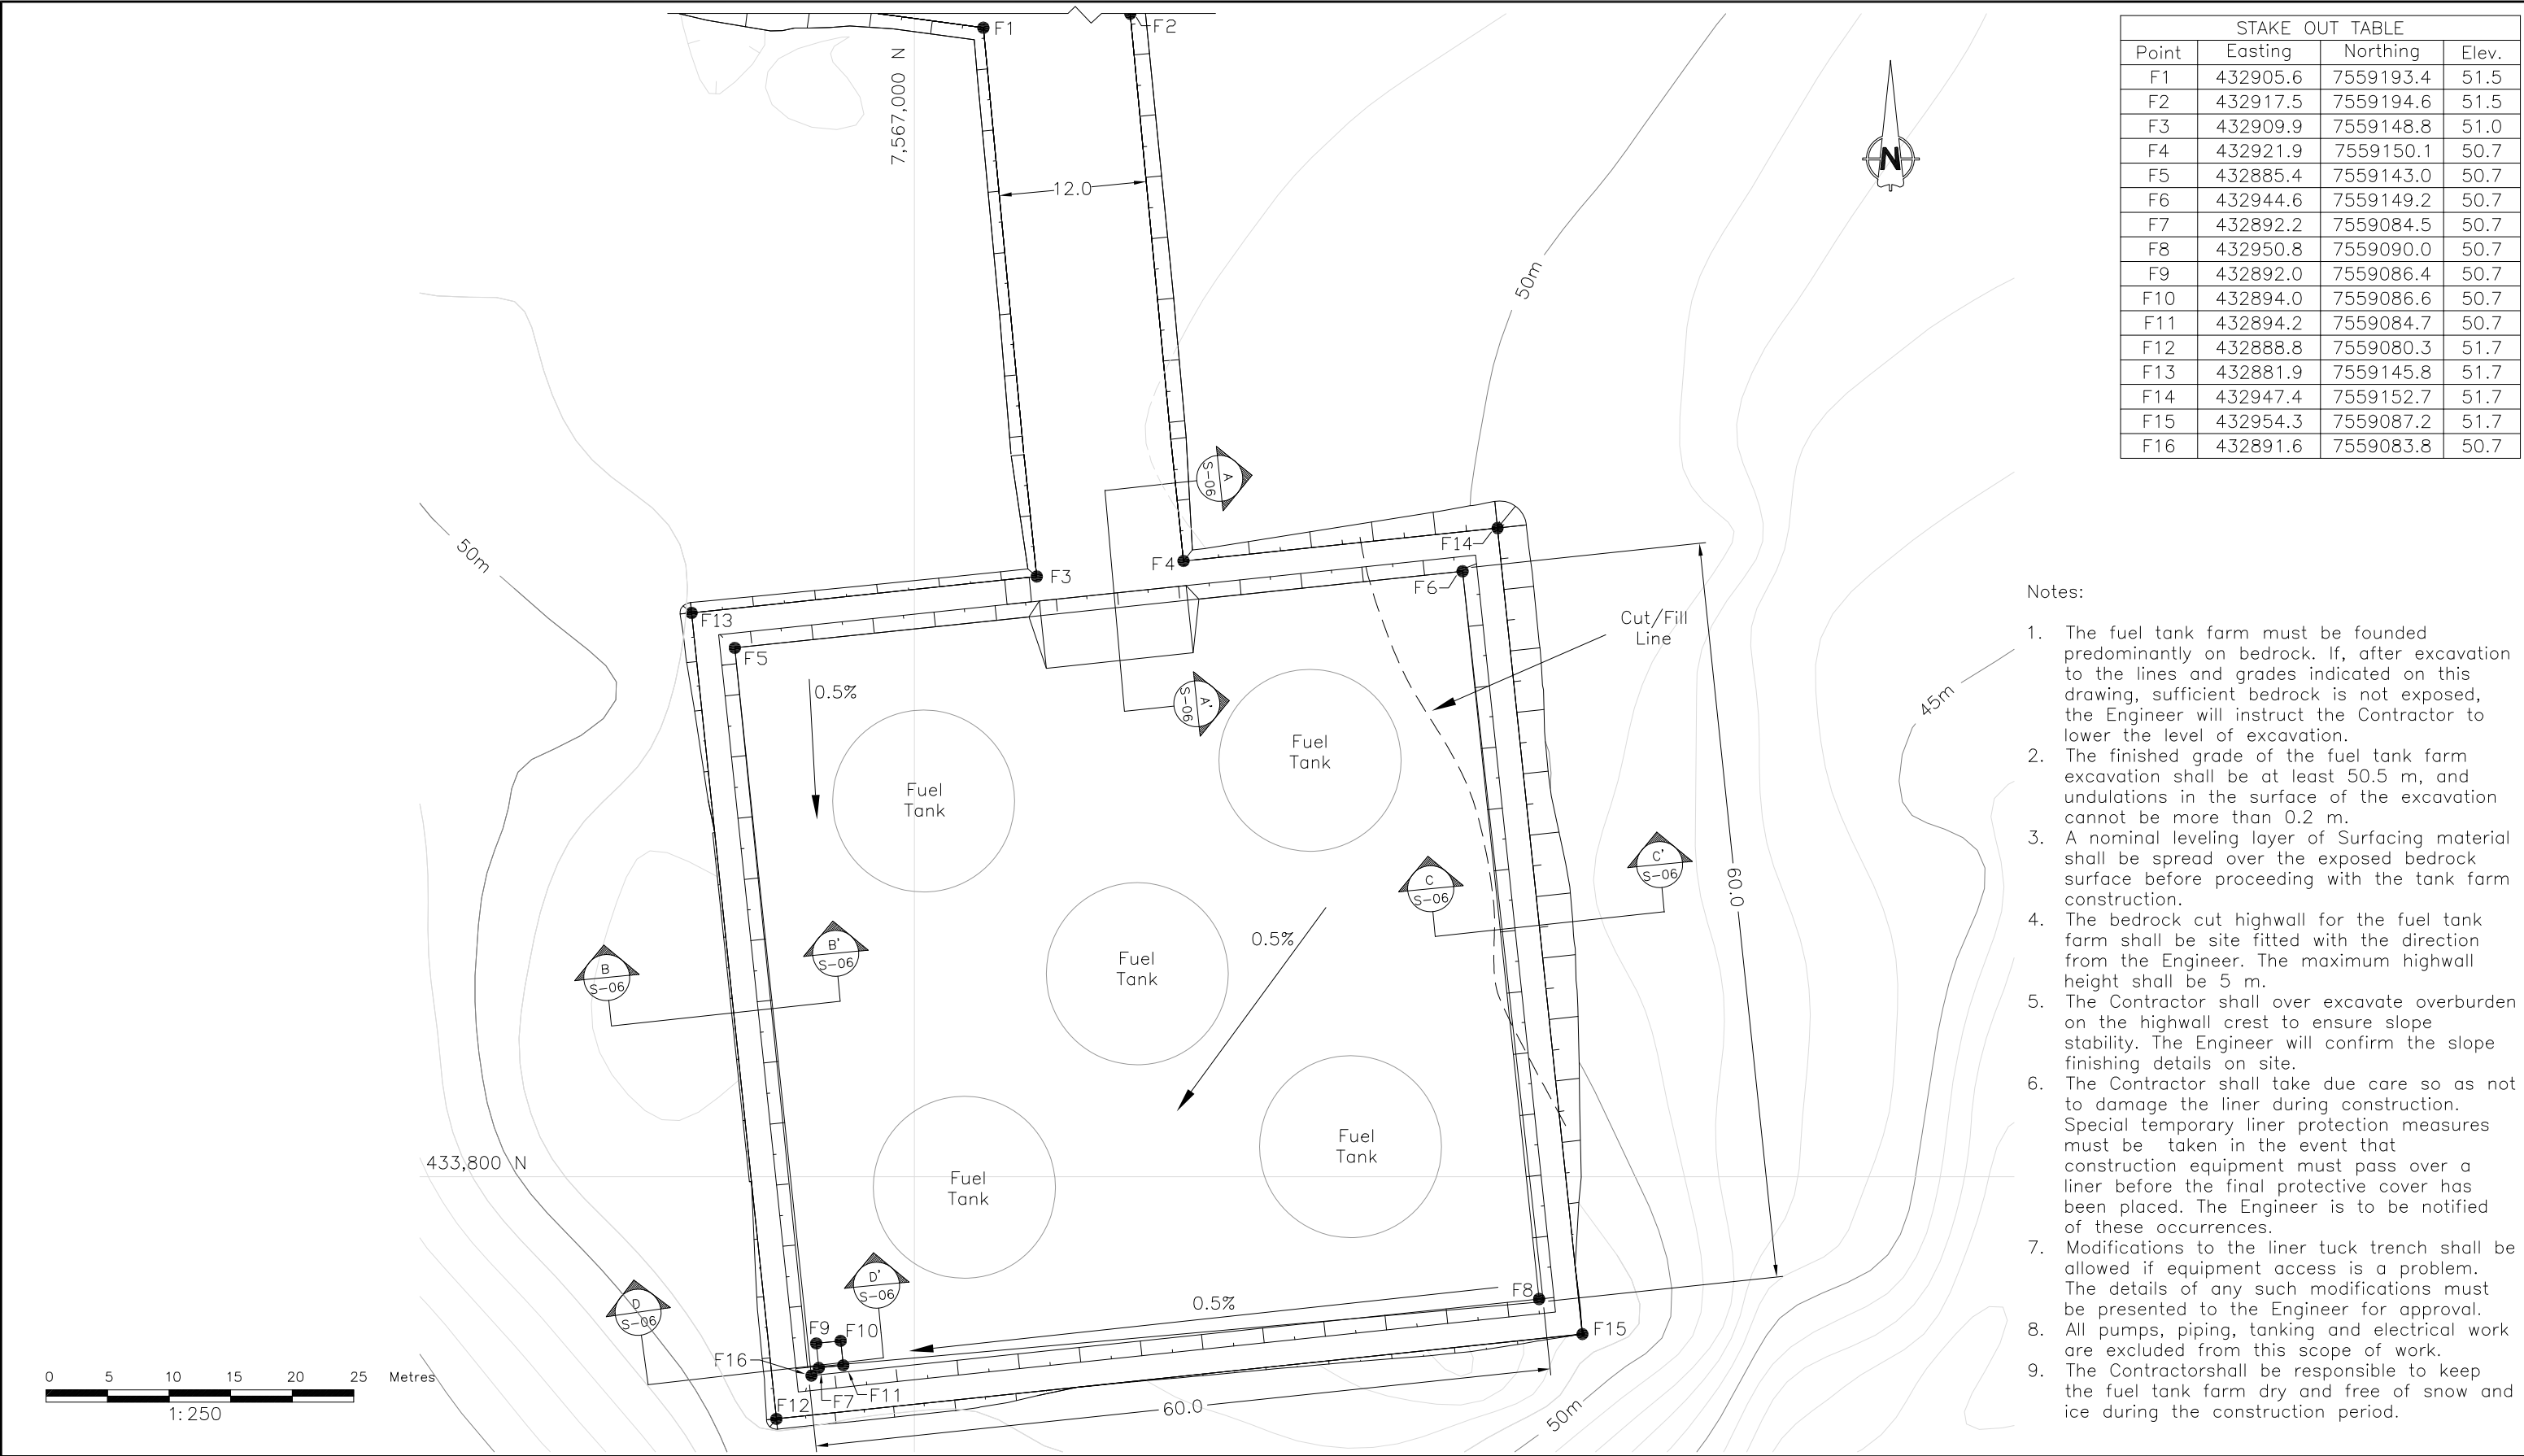 F1
F2
7,567,000 N
12.0
N
50m
STAKE OUT TABLE
Point Easting Northing Elev.
F1 432905.6 7559193.4 51.5
F2 432917.5 7559194.6 51.5
F3 432909.9 7559148.8 51.0
F4 432921.9 7559150.1 50.7
F5 432885.4 7559143.0 50.7
F6 432944.6 7559149.2 50.7
F7 432892.2 7559084.5 50.7
F8 432950.8 7559090.0 50.7
F9 432892.0 7559086.4 50.7
F10 432894.0 7559086.6 50.7
F11 432894.2 7559084.7 50.7
F12 432888.8 7559080.3 51.7
F13 432881.9 7559145.8 51.7
F14 432947.4 7559152.7 51.7
F15 432954.3 7559087.2 51.7
F16 432891.6 7559083.8 50.7
A
S-06
50m
F14
F4
F3
F6
F13
F5
Cut/Fill
Line
0.5%
A'
S-06
45m
Fuel
Tank
Fuel
Tank
60.0
C
S-06
C'
S-06
B
S-06
B'
S-06
0.5%
Fuel
Tank
Fuel
Tank
433,800 N
Fuel
Tank
D
S-06
D'
S-06
0.5%
F8
F9
F10
F15
F16
F7
F11
F12
60.0
50m
0 5 10 15 20 25 Metres
1:250
Notes:
1. The fuel tank farm must be founded
predominantly on bedrock. If, after excavation
to the lines and grades indicated on this
drawing, sufficient bedrock is not exposed,
the Engineer will instruct the Contractor to
lower the level of excavation.
2. The finished grade of the fuel tank farm
excavation shall be at least 50.5 m, and
undulations in the surface of the excavation
cannot be more than 0.2 m.
3. A nominal leveling layer of Surfacing material
shall be spread over the exposed bedrock
surface before proceeding with the tank farm
construction.
4. The bedrock cut highwall for the fuel tank
farm shall be site fitted with the direction
from the Engineer. The maximum highwall
height shall be 5 m.
5. The Contractor shall over excavate overburden
on the highwall crest to ensure slope
stability. The Engineer will confirm the slope
finishing details on site.
6. The Contractor shall take due care so as not
to damage the liner during construction.
Special temporary liner protection measures
must be taken in the event that
construction equipment must pass over a
liner before the final protective cover has
been placed. The Engineer is to be notified
of these occurrences.
7. Modifications to the liner tuck trench shall be
allowed if equipment access is a problem.
The details of any such modifications must
be presented to the Engineer for approval.
8. All pumps, piping, tanking and electrical work
are excluded from this scope of work.
9. The Contractorshall be responsible to keep
the fuel tank farm dry and free of snow and
ice during the construction period.